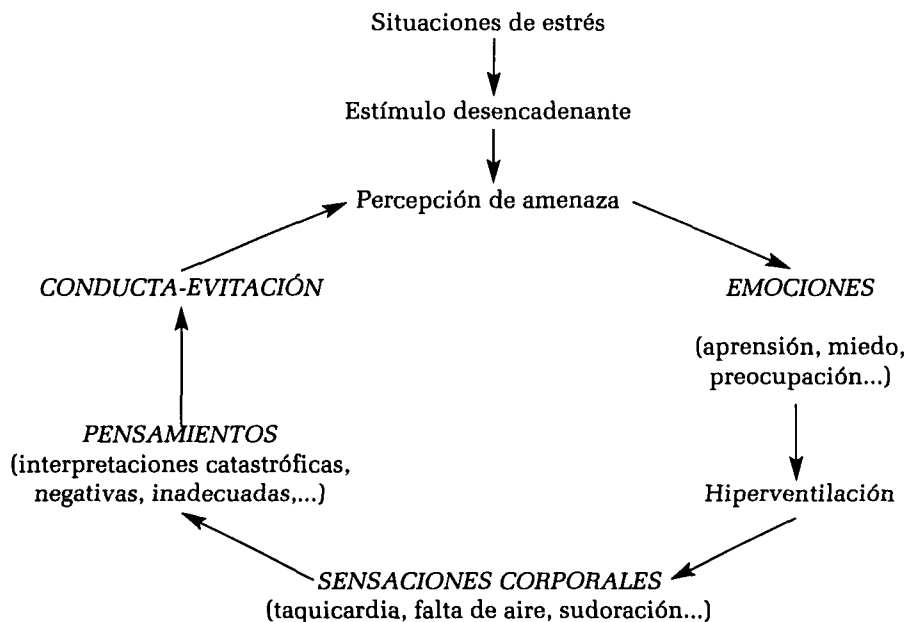 Situaciones de estrés
Estímulo desencadenante
Percepción de amenaza
CONDUCTA-EVITACIÓN
EMOCIONES
(aprensión, miedo,
preocupación...)
PENSAMIENTOS
(interpretaciones catastróficas,
negativas, inadecuadas,...)
Hiperventilación
SENSACIONES CORPORALES
(taquicardia, falta de aire, sudoración...)